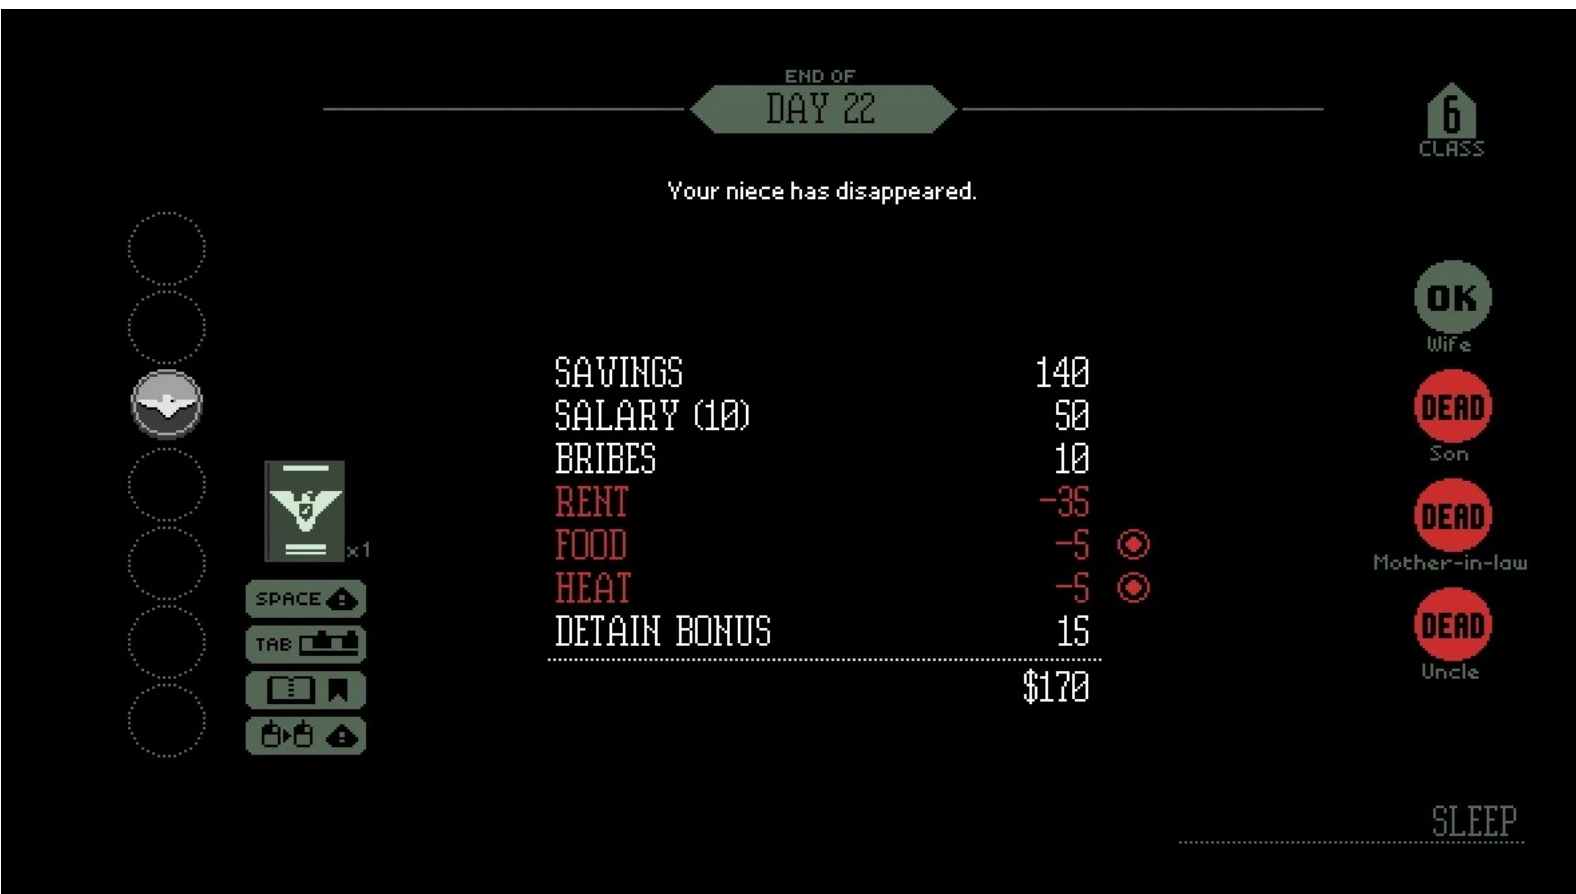 END OF
DAY 22
6
CLASS
Your niece has disappeared.
OK
Wife
SAVINGS 140
SALARY (10) 50
DEAD
Son
BRIBES 10
RENT -35
DEAD
Mother-in-law
FOOD -5
x1
HEAT -5
SPACE
DETAIN BONUS 15
DEAD
Uncle
TAB
$170
SLEEP